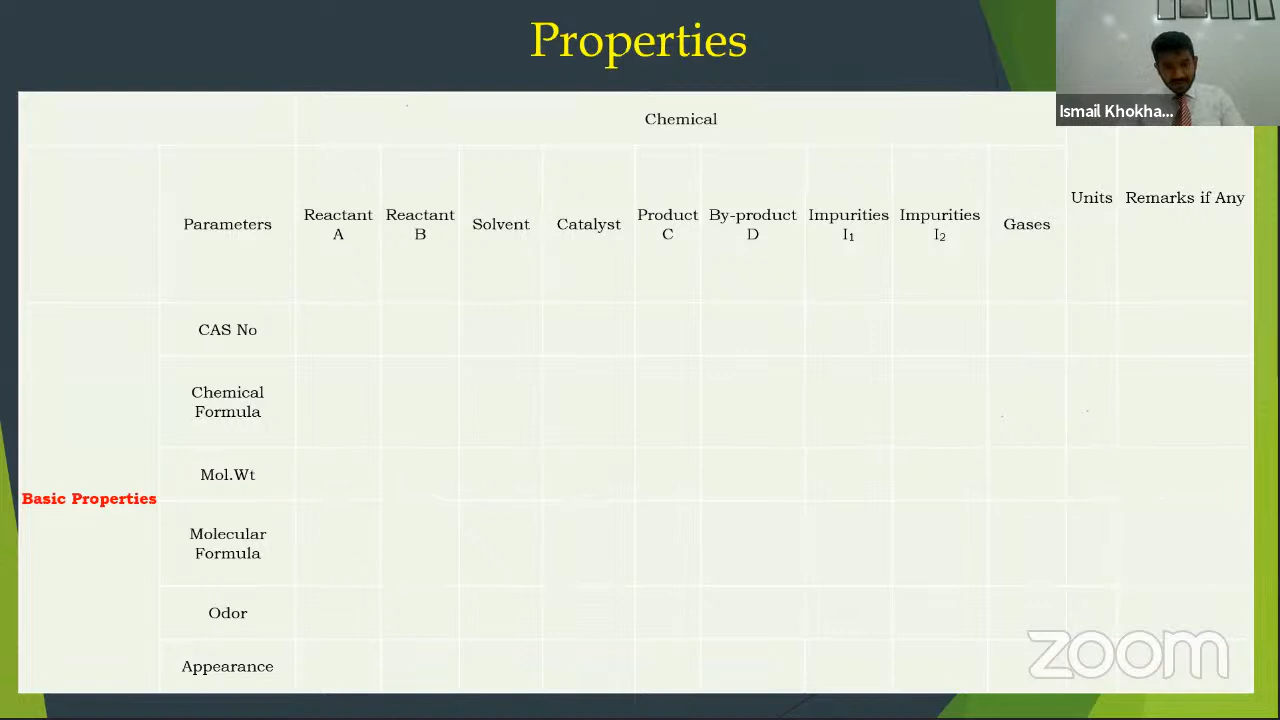 Properties
Ismail Khokha...
Chemical
Parameters
Reactant A
Reactant B
Solvent
Catalyst
Product C
By-product D
Impurities I₁
Impurities I₂
Gases
Units
Remarks if Any
Basic Properties
CAS No
Chemical
Formula
Mol.Wt
Molecular
Formula
Odor
Appearance
zoom